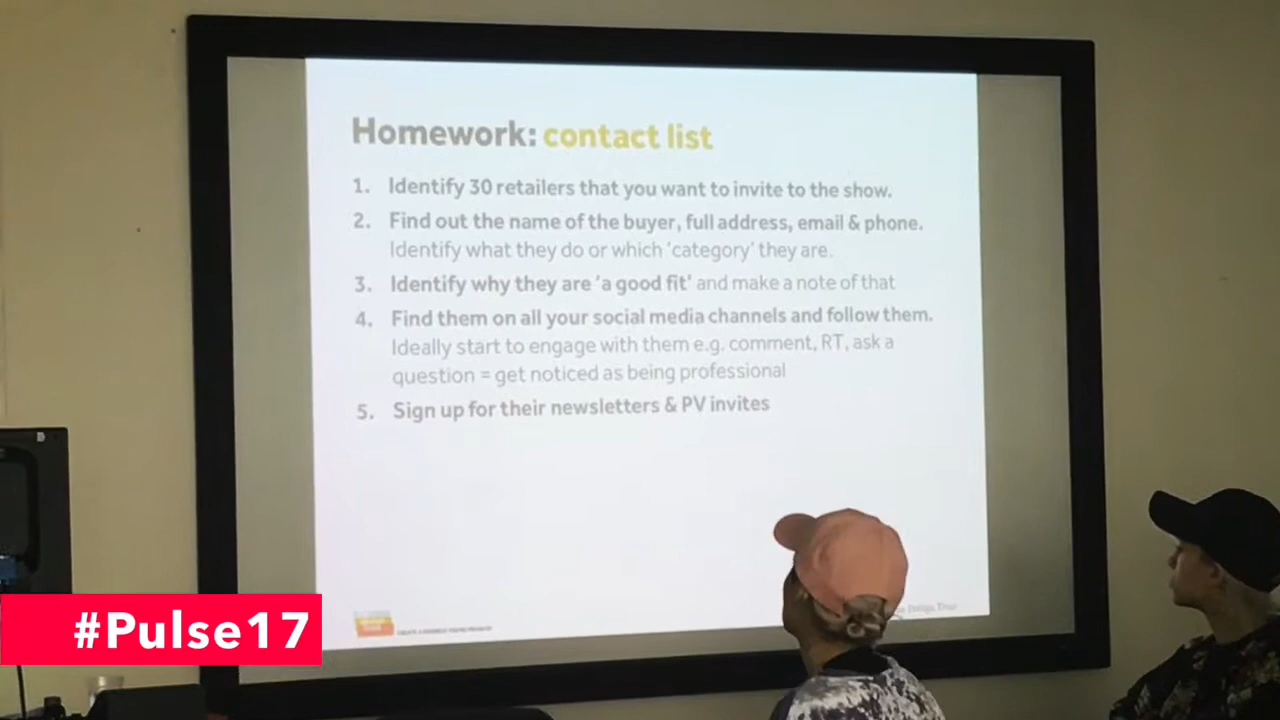 Homework: contact list
1. Identify 30 retailers that you want to invite to the show.
2. Find out the name of the buyer, full address, email & phone.
Identify what they do or which 'category' they are.
3. Identify why they are 'a good fit' and make a note of that
4. Find them on all your social media channels and follow them.
Ideally start to engage with them e.g. comment, RT, ask a
question = get noticed as being professional
5. Sign up for their newsletters & PV invites
Design Trust
#Pulse17